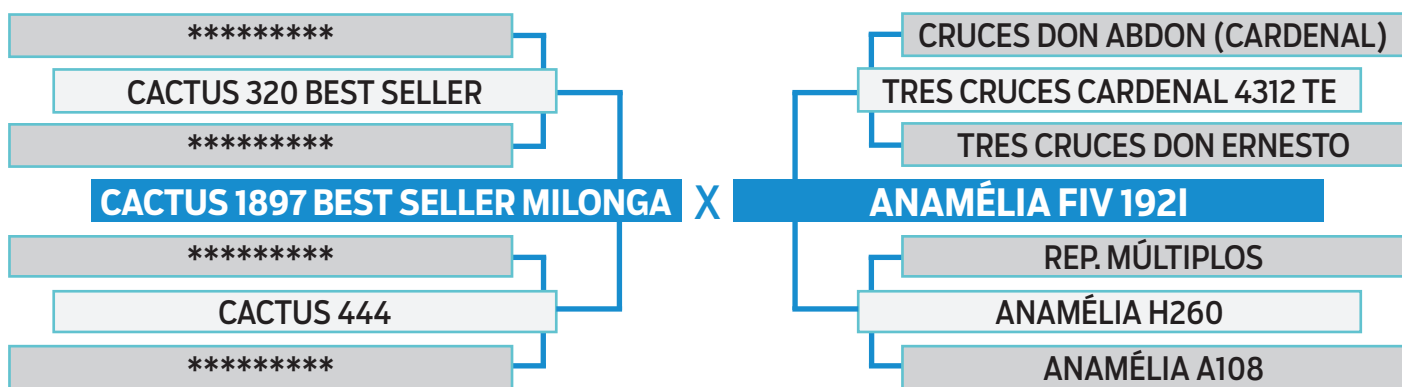 *********
CACTUS 320 BEST SELLER
*********
CACTUS 1897 BEST SELLER MILONGA
*********
CACTUS 444
*********
X
CRUCES DON ABDON (CARDENAL)
TRES CRUCES CARDENAL 4312 TE
TRES CRUCES DON ERNESTO
ANAMÉLIA FIV 192I
REP. MÚLTIPLOS
ANAMÉLIA H260
ANAMÉLIA A108